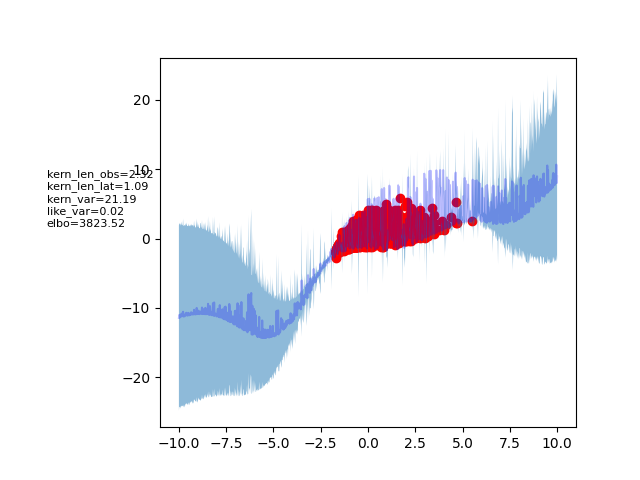 20
10
0
−10
−20
kern_len_obs=2.32
kern_len_lat=1.09
kern_var=21.19
like_var=0.02
elbo=3823.52
−10.0 −7.5 −5.0 −2.5 0.0 2.5 5.0 7.5 10.0